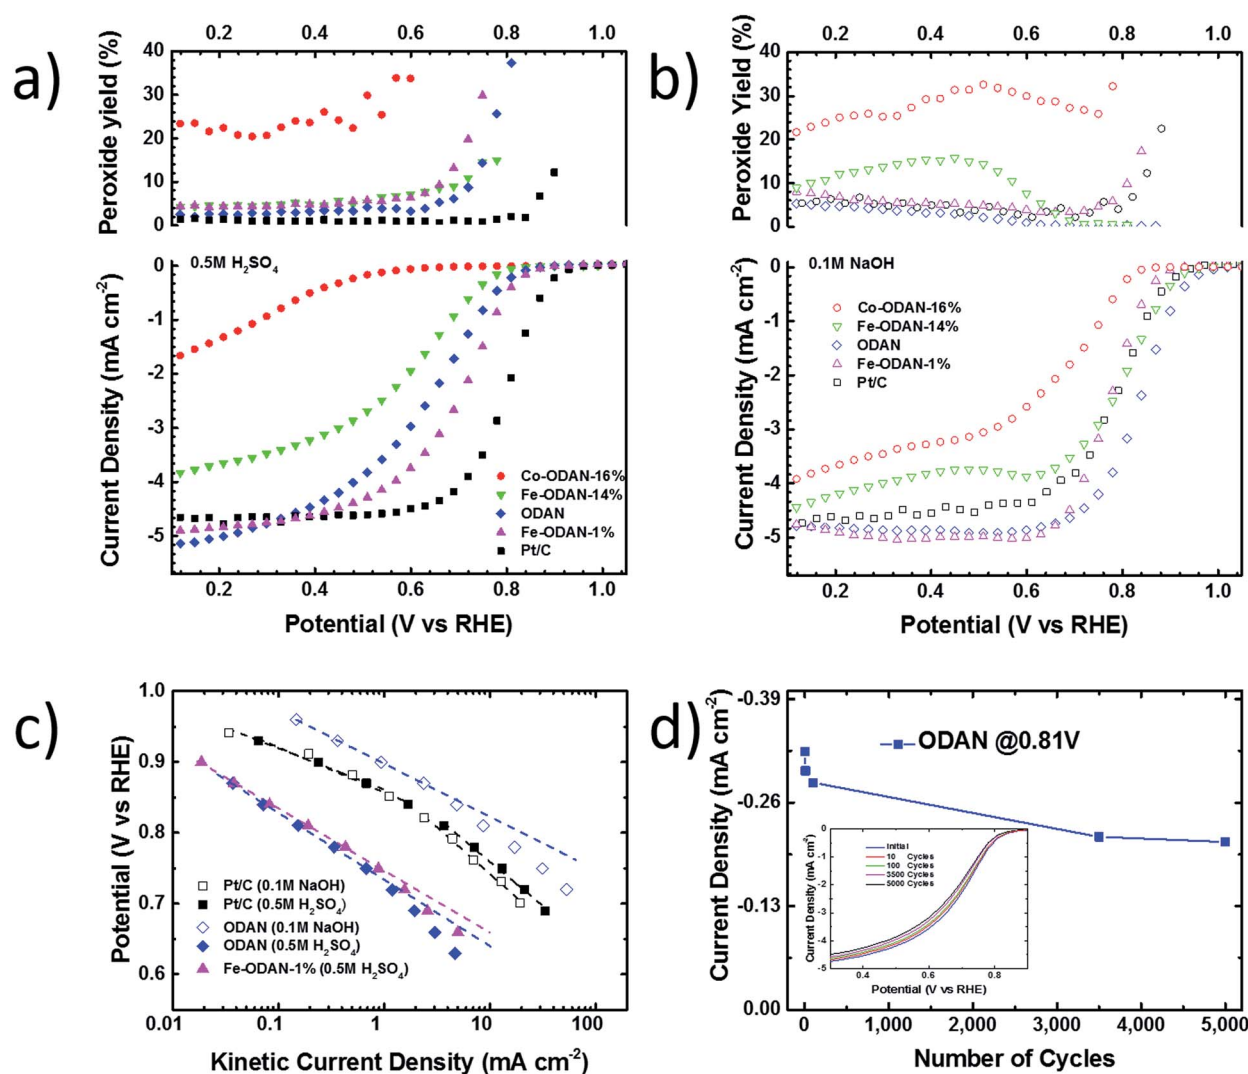 a)
0.2 0.4 0.6 0.8 1.0
Peroxide yield (%)
40
30
20
10
0
0.5M H₂SO₄
Current Density (mA cm⁻²)
0
-1
-2
-3
-4
-5
Co-ODAN-16%
Fe-ODAN-14%
ODAN
Fe-ODAN-1%
Pt/C
0.2 0.4 0.6 0.8 1.0
Potential (V vs RHE)
b)
0.2 0.4 0.6 0.8 1.0
Peroxide Yield (%)
40
30
20
10
0
0.1M NaOH
Current Density (mA cm⁻²)
0
-1
-2
-3
-4
-5
Co-ODAN-16%
Fe-ODAN-14%
ODAN
Fe-ODAN-1%
Pt/C
0.2 0.4 0.6 0.8 1.0
Potential (V vs RHE)
c)
Potential (V vs RHE)
1.0
0.9
0.8
0.7
0.6
Pt/C (0.1M NaOH)
Pt/C (0.5M H₂SO₄)
ODAN (0.1M NaOH)
ODAN (0.5M H₂SO₄)
Fe-ODAN-1% (0.5M H₂SO₄)
0.01 0.1 1 10 100
Kinetic Current Density (mA cm⁻²)
d)
Current Density (mA cm⁻²)
-0.39
-0.26
-0.13
0.00
ODAN @0.81V
Current Density (mA cm⁻²)
0
-1
-2
-3
-4
-5
Initial
10 Cycles
100 Cycles
3500 Cycles
5000 Cycles
0.4 0.6 0.8
Potential (V vs RHE)
0 1,000 2,000 3,000 4,000 5,000
Number of Cycles